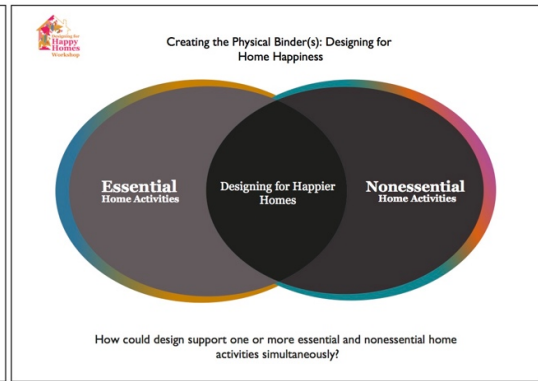 Designing for
Happy
Homes
Workshop
Creating the Physical Binder(s): Designing for
Home Happiness
Essential
Home Activities
Designing for Happier
Homes
Nonessential
Home Activities
How could design support one or more essential and nonessential home
activities simultaneously?